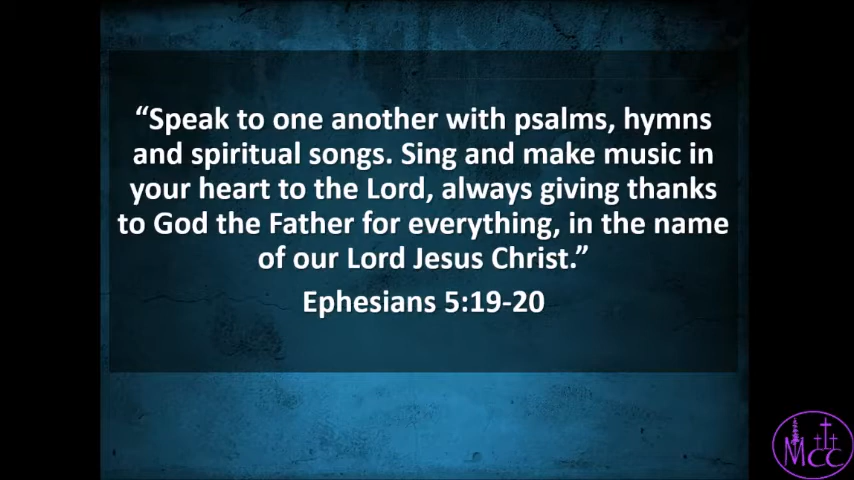 “Speak to one another with psalms, hymns
and spiritual songs. Sing and make music in
your heart to the Lord, always giving thanks
to God the Father for everything, in the name
of our Lord Jesus Christ.”
Ephesians 5:19-20
MCC